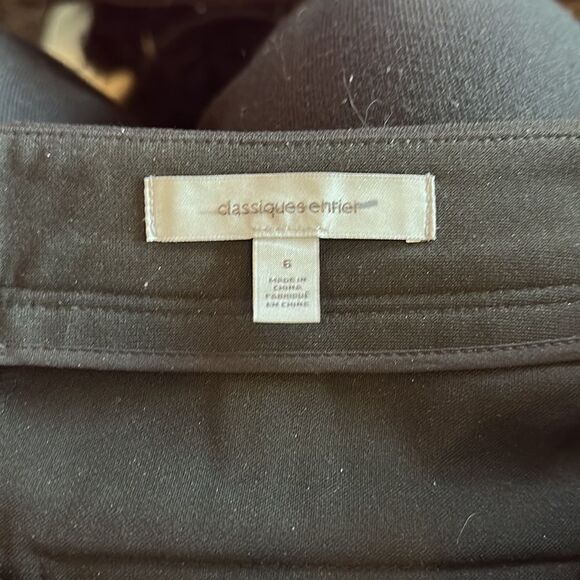 classiques entier
6
MADE IN
CHINA
FABRIQUÉ
EN CHINE